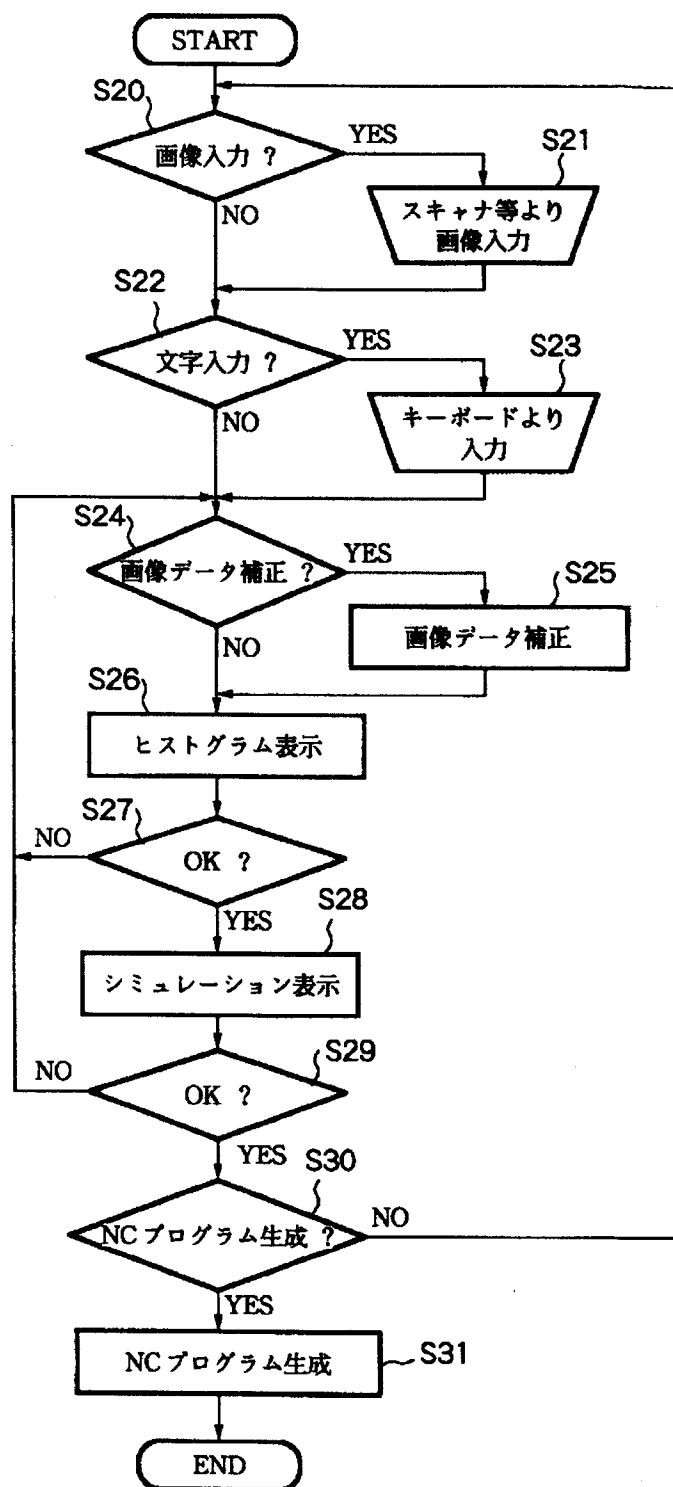 START
S20
画像入力 ?
YES
S21
スキャナ等より
画像入力
NO
S22
文字入力 ?
YES
S23
キーボードより
入力
NO
S24
画像データ補正 ?
YES
S25
画像データ補正
NO
S26
ヒストグラム表示
S27
NO
OK ?
YES
S28
シミュレーション表示
S29
NO
OK ?
YES
S30
NCプログラム生成 ?
NO
YES
NCプログラム生成
S31
END